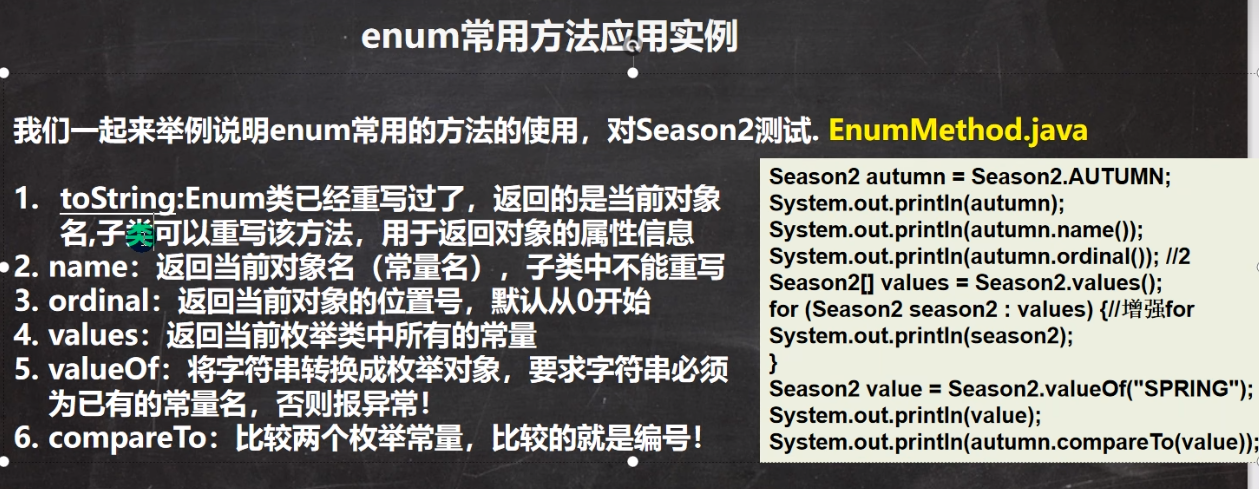 enum常用方法应用实例
我们一起来举例说明enum常用的方法的使用，对Season2测试. EnumMethod.java
1. toString:Enum类已经重写过了，返回的是当前对象
名,子类可以重写该方法，用于返回对象的属性信息
2. name：返回当前对象名（常量名），子类中不能重写
3. ordinal：返回当前对象的位置号，默认从0开始
4. values：返回当前枚举类中所有的常量
5. valueOf：将字符串转换成枚举对象，要求字符串必须
为已有的常量名，否则报异常！
6. compareTo：比较两个枚举常量，比较的就是编号！
Season2 autumn = Season2.AUTUMN;
System.out.println(autumn);
System.out.println(autumn.name());
System.out.println(autumn.ordinal()); //2
Season2[] values = Season2.values();
for (Season2 season2 : values) {//增强for
System.out.println(season2);
}
Season2 value = Season2.valueOf("SPRING");
System.out.println(value);
System.out.println(autumn.compareTo(value));